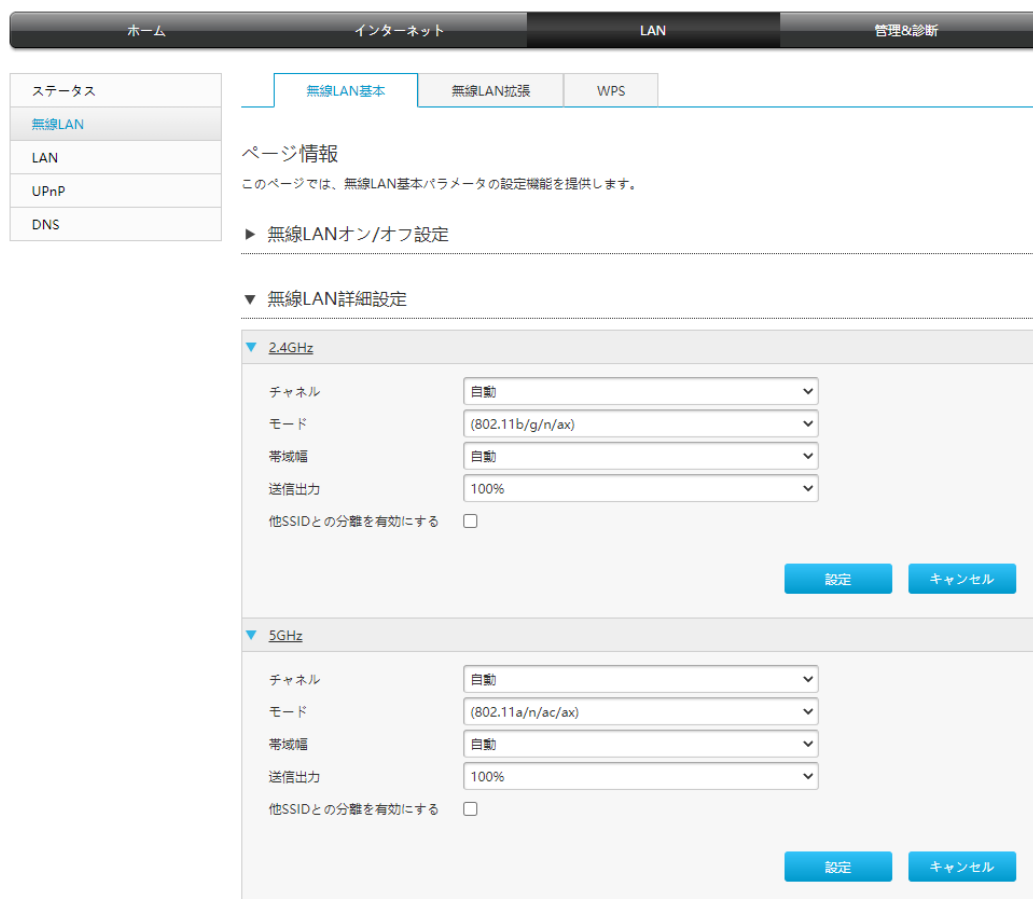 ホーム インターネット LAN 管理&診断
ステータス
無線LAN
LAN
UPnP
DNS
無線LAN基本 無線LAN拡張 WPS
ページ情報
このページでは、無線LAN基本パラメータの設定機能を提供します。
無線LANオン/オフ設定
無線LAN詳細設定
2.4GHz
チャネル 自動
モード (802.11b/g/n/ax)
帯域幅 自動
送信出力 100%
他SSIDとの分離を有効にする
設定 キャンセル
5GHz
チャネル 自動
モード (802.11a/n/ac/ax)
帯域幅 自動
送信出力 100%
他SSIDとの分離を有効にする
設定 キャンセル